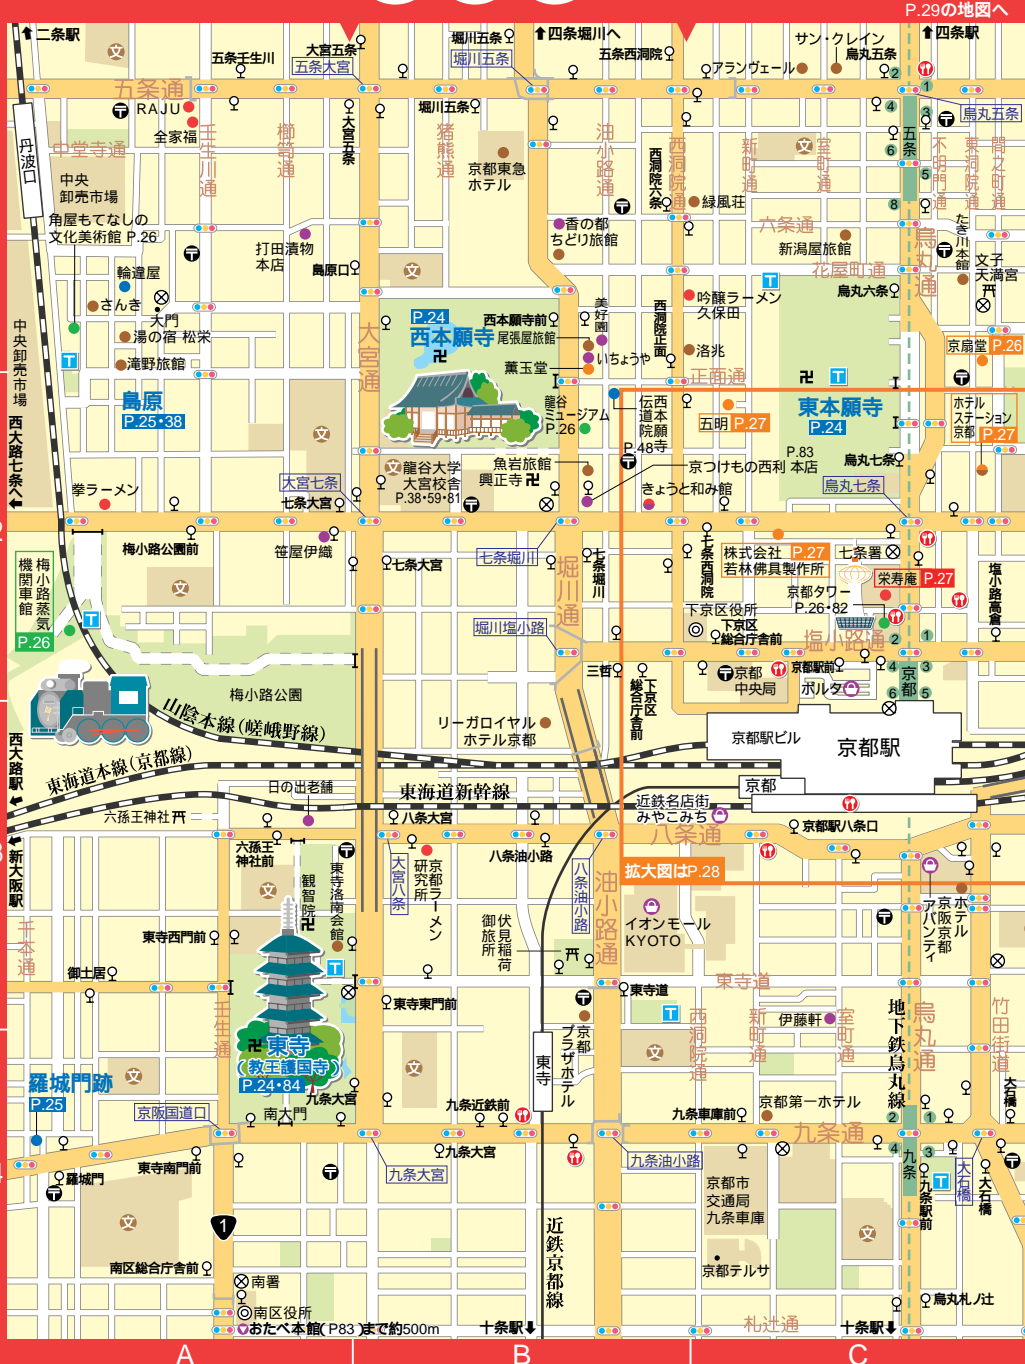 P.29の地図へ
二条駅
五条壬生川
大宮五条
五条大宮
堀川五条
堀川五条
四条堀川へ
五条西洞院
サン・クレイン
アランヴェール
烏丸五条
四条駅
五条通
RAJU
全家福
大宮五条
堀川五条
烏丸五条
丹波口
中堂寺通
壬生川通
櫛笥通
猪熊通
油小路通
西洞院六条
西洞院通
新町通
室町通
五条
不明門通
東洞院通
間之町通
中央
卸売市場
京都東急
ホテル
緑風荘
角屋もてなしの
文化美術館 P.26
打田漬物
本店
島原口
香の都
ちどり旅館
六条通
新潟屋旅館
花屋町通
烏丸通
たき川本館
文子
天満宮
輪違屋
さんき
大門
湯の宿 松栄
滝野旅館
中央卸売市場
大宮通
P.24
西本願寺
西本願寺前
尾張屋旅館
美好園
いちょうや
薫玉堂
西洞院正面
吟醸ラーメン
久保田
洛兆
烏丸六条
京扇堂 P.26
正面通
島原
P.25・38
龍谷
ミュージアム
P.26
西本願寺
伝道院
P.48
五明 P.27
東本願寺
P.24
ホテル
ステーション
京都 P.27
西大路七条へ
拳ラーメン
大宮七条
七条大宮
龍谷大学
大宮校舎
P.38・59・81
魚岩旅館
興正寺
京つけもの西利 本店
P.83
きょうと和み館
烏丸七条
烏丸七条
梅小路公園前
笹屋伊織
七条大宮
七条堀川
七条堀川
堀川通
七条西洞院
株式会社 P.27
若林佛具製作所
七条署
栄寿庵 P.27
京都タワー
P.26・82
塩小路高倉
梅小路蒸気
機関車館
P.26
堀川塩小路
下京区役所
下京区
総合庁舎前
塩小路通
三哲
下京区
総合庁舎前
京都
中央局
京都駅前
ポルタ
京都
梅小路公園
山陰本線(嵯峨野線)
リーガロイヤル
ホテル京都
京都駅ビル
京都駅
西大路駅
東海道本線(京都線)
京都
日の出老舗
東海道新幹線
六孫王神社
近鉄名店街
みやこみち
八条大宮
八条通
京都駅八条口
新大阪駅
六孫王
神社前
八条油小路
拡大図はP.28
観智院
東寺洛南会館
大宮八条
京都ラーメン
研究所
八条油小路
油小路通
イオンモール
KYOTO
アバンティ
ホテル
京阪京都
千本通
東寺西門前
伏見稲荷
御旅所
御土居
東寺道
東寺道
東寺東門前
壬生通
東寺
(教王護国寺)
P.24・84
京都
プラザホテル
東寺
西洞院通
新町通
伊藤軒
室町通
地下鉄烏丸線
烏丸通
竹田街道
羅城門跡
P.25
京阪国道口
南大門
九条大宮
九条近鉄前
九条車庫前
京都第一ホテル
大石橋
九条通
東寺南門前
羅城門
九条大宮
九条大宮
九条油小路
京都市
交通局
九条車庫
九条
九条駅前
大石橋
大石橋
1
近鉄京都線
南区総合庁舎前
京都テルサ
南署
南区役所
おたべ本館(P83)まで約500m
十条駅
札辻通
十条駅
烏丸札ノ辻
A
B
C